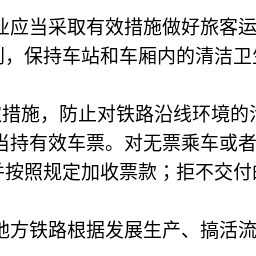 业应当采取有效措施做好旅客运
，保持车站和车厢内的清洁卫生
措施，防止对铁路沿线环境的污
当持有效车票。对无票乘车或者
并按照规定加收票款；拒不交付
地方铁路根据发展生产、搞活流